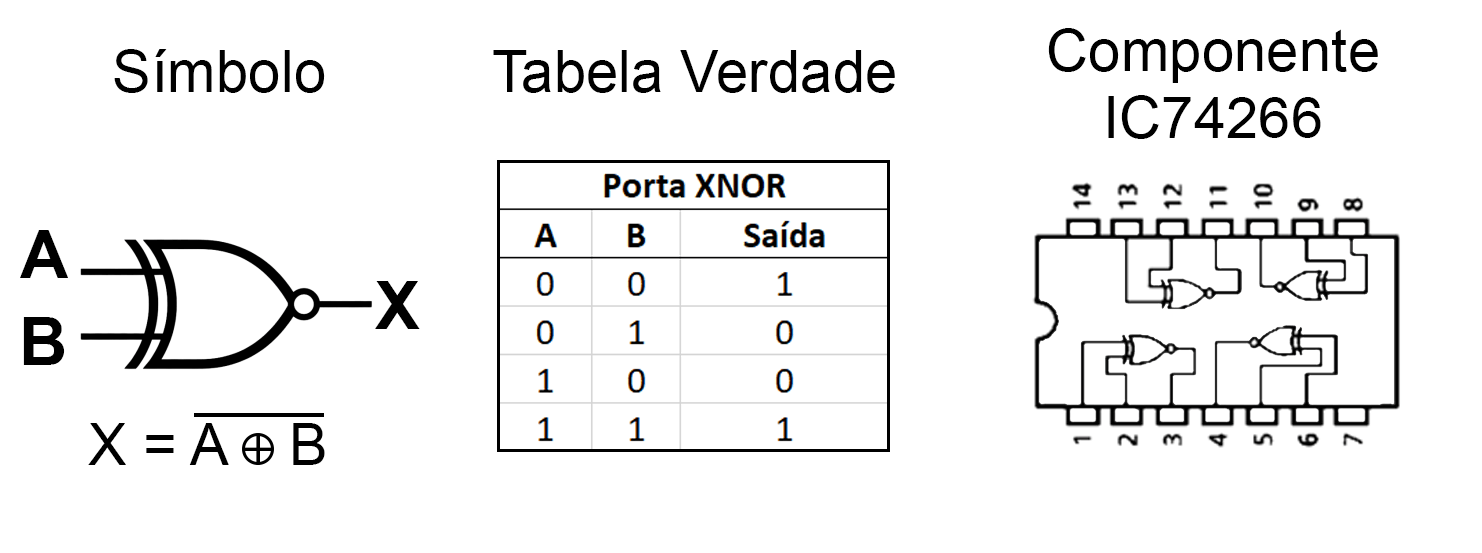 Símbolo
A
B
X
X = \overline{A ⊕ B}
Tabela Verdade
Porta XNOR
A B Saída
0 0 1
0 1 0
1 0 0
1 1 1
Componente
IC74266
14 13 12 11 10 9 8
1 2 3 4 5 6 7